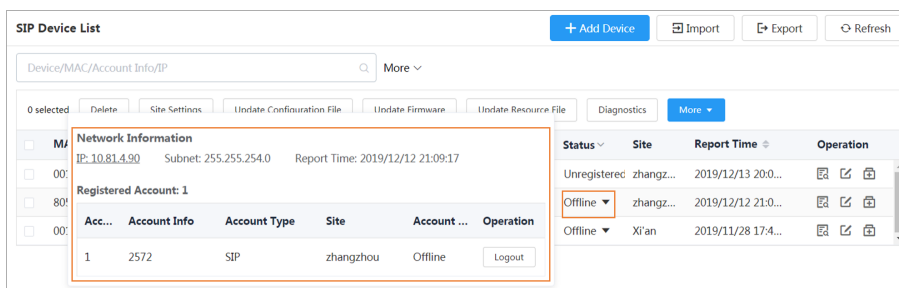 SIP Device List
Add Device
Import
Export
Refresh
Device/MAC/Account Info/IP
More
0 selected Delete Site Settings Update Configuration File Update Firmware Update Resource File Diagnostics More
Status Site Report Time Operation
Network Information
IP: 10.81.4.90 Subnet: 255.255.254.0 Report Time: 2019/12/12 21:09:17
Registered Account: 1
Acc... Account Info Account Type Site Account ... Operation
1 2572 SIP zhangzhou Offline Logout
Unregistered zhangz... 2019/12/13 20:0...
805 Offline zhangz... 2019/12/12 21:0...
Offline Xi'an 2019/11/28 17:4...